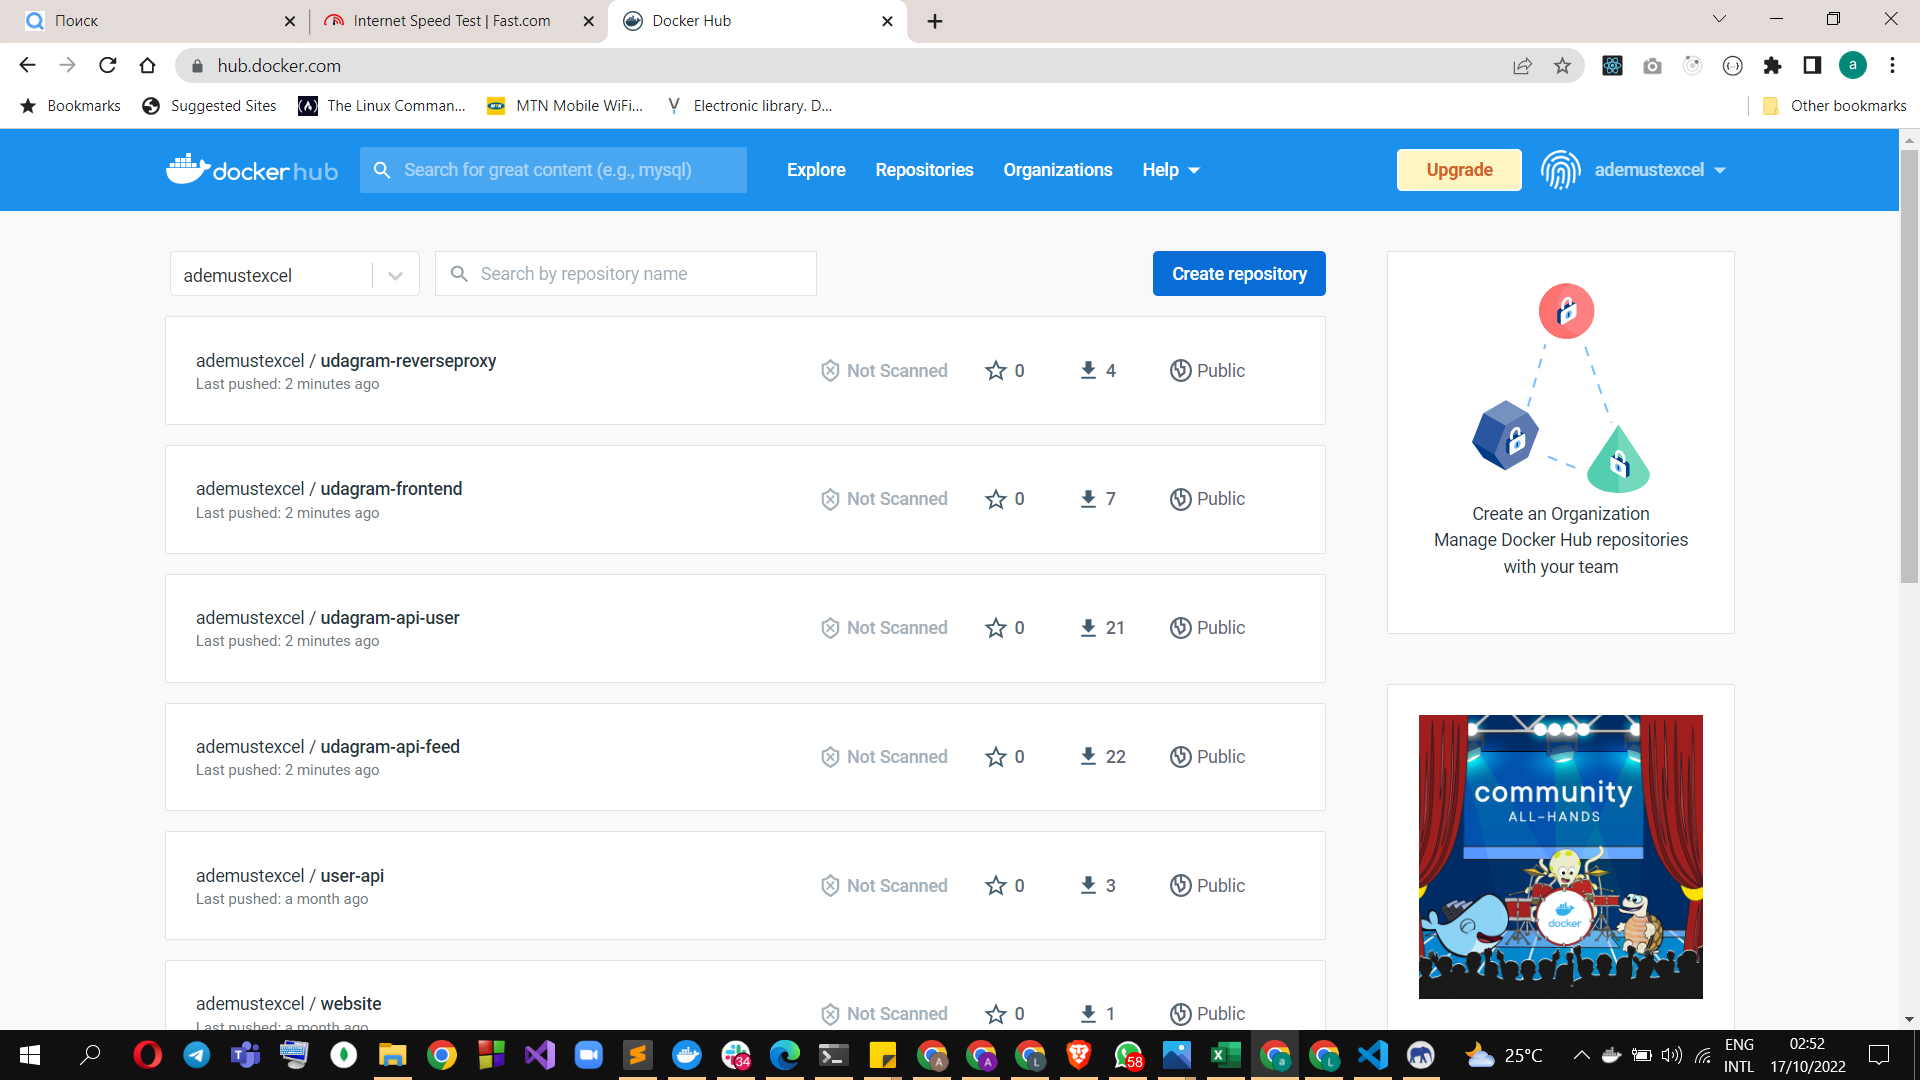 Поиск
Internet Speed Test | Fast.com
Docker Hub
hub.docker.com
a
Bookmarks
Suggested Sites
The Linux Comman...
MTN Mobile WiFi...
Electronic library. D...
Other bookmarks
docker hub
Search for great content (e.g., mysql)
Explore
Repositories
Organizations
Help
Upgrade
ademustexcel
ademustexcel
Search by repository name
Create repository
ademustexcel / udagram-reverseproxy
Last pushed: 2 minutes ago
Not Scanned
0
4
Public
ademustexcel / udagram-frontend
Last pushed: 2 minutes ago
Not Scanned
0
7
Public
ademustexcel / udagram-api-user
Last pushed: 2 minutes ago
Not Scanned
0
21
Public
ademustexcel / udagram-api-feed
Last pushed: 2 minutes ago
Not Scanned
0
22
Public
ademustexcel / user-api
Last pushed: a month ago
Not Scanned
0
3
Public
ademustexcel / website
Last pushed: a month ago
Not Scanned
0
1
Public
Create an Organization
Manage Docker Hub repositories
with your team
community
ALL-HANDS
docker
34
A
A
L
58
a
L
25°C
ENG
INTL
02:52
17/10/2022